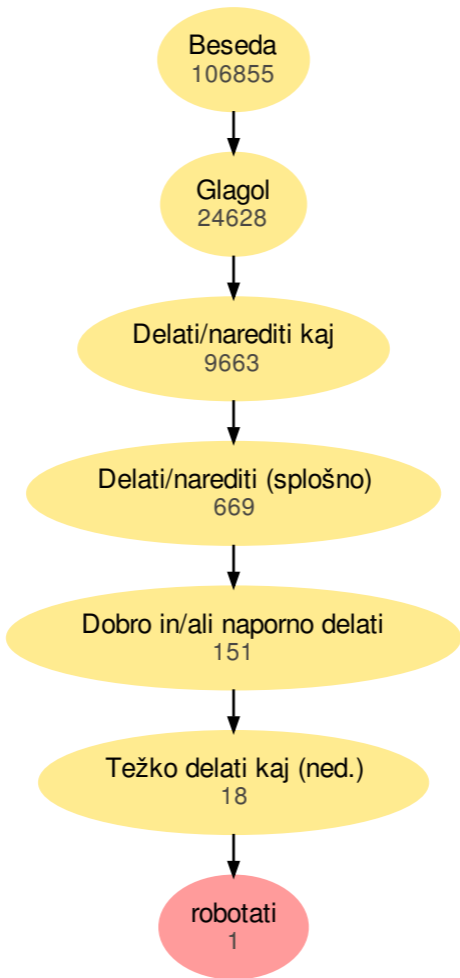 Beseda
106855
Glagol
24628
Delati/narediti kaj
9663
Delati/narediti (splošno)
669
Dobro in/ali naporno delati
151
Težko delati kaj (ned.)
18
robotati
1